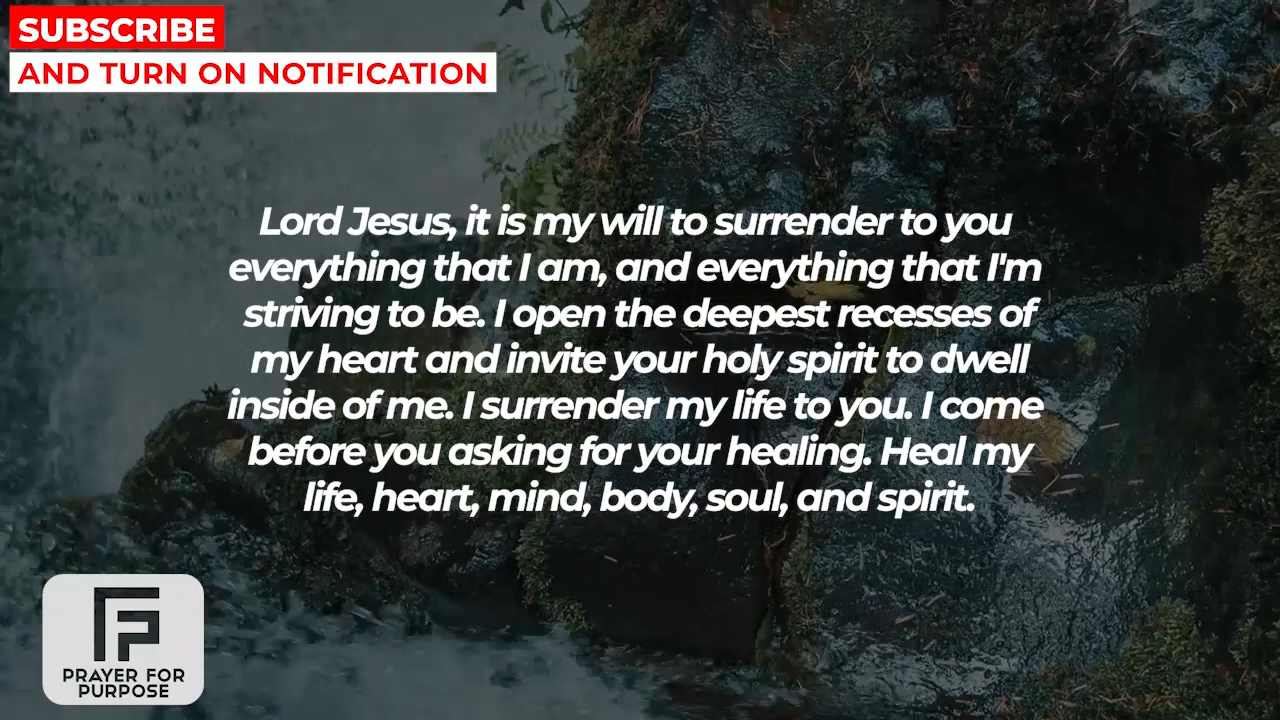 SUBSCRIBE
AND TURN ON NOTIFICATION
Lord Jesus, it is my will to surrender to you
everything that I am, and everything that I'm
striving to be. I open the deepest recesses of
my heart and invite your holy spirit to dwell
inside of me. I surrender my life to you. I come
before you asking for your healing. Heal my
life, heart, mind, body, soul, and spirit.
PRAYER FOR
PURPOSE